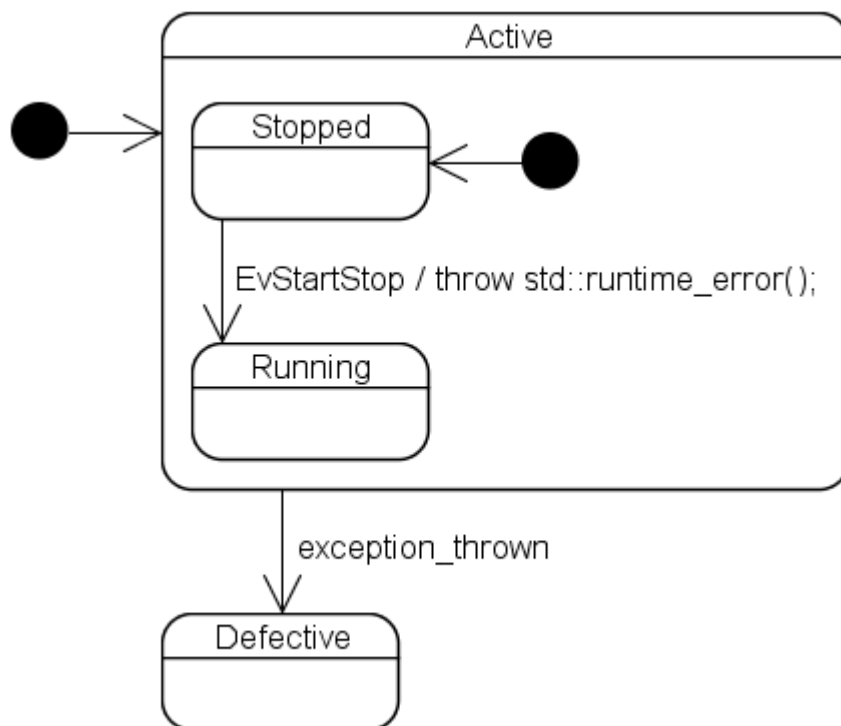 Active
Stopped
EvStartStop / throw std::runtime_error();
Running
exception_thrown
Defective